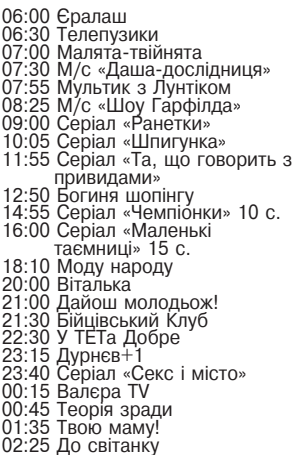 06:00 Єралаш
06:30 Телепузики
07:00 Малята-твійнята
07:30 М/с «Даша-дослідниця»
07:55 Мультик з Лунтіком
08:25 М/с «Шоу Гарфілда»
09:00 Серіал «Ранетки»
10:05 Серіал «Шпигунка»
11:55 Серіал «Та, що говорить з
привидами»
12:50 Богиня шопінгу
14:55 Серіал «Чемпіонки» 10 с.
16:00 Серіал «Маленькі
таємниці» 15 с.
18:10 Моду народу
20:00 Віталька
21:00 Дайош молодьож!
21:30 Бійцівський Клуб
22:30 У ТЕТа Добре
23:15 Дурнєв+1
23:40 Серіал «Секс і місто»
00:15 Валєра TV
00:45 Теорія зради
01:35 Твою маму!
02:25 До світанку